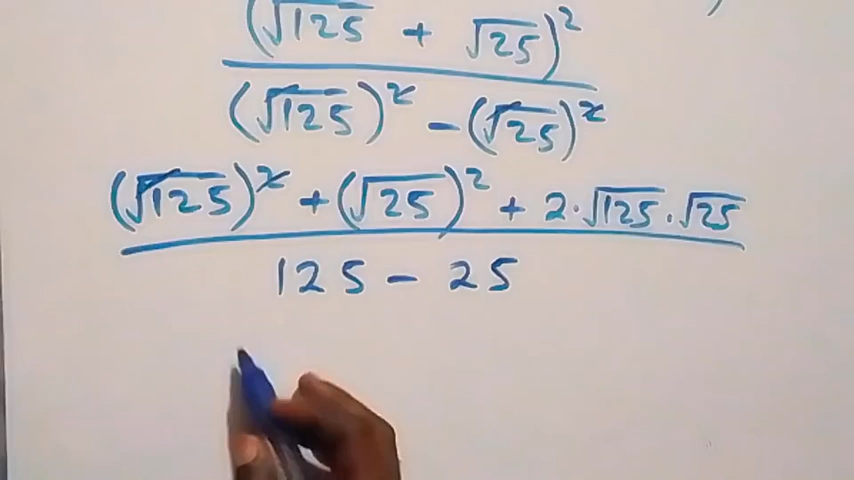 (√125 + √25)²
(√125)² - (√25)²
(√125)² + (√25)² + 2·√125·√25
125 - 25